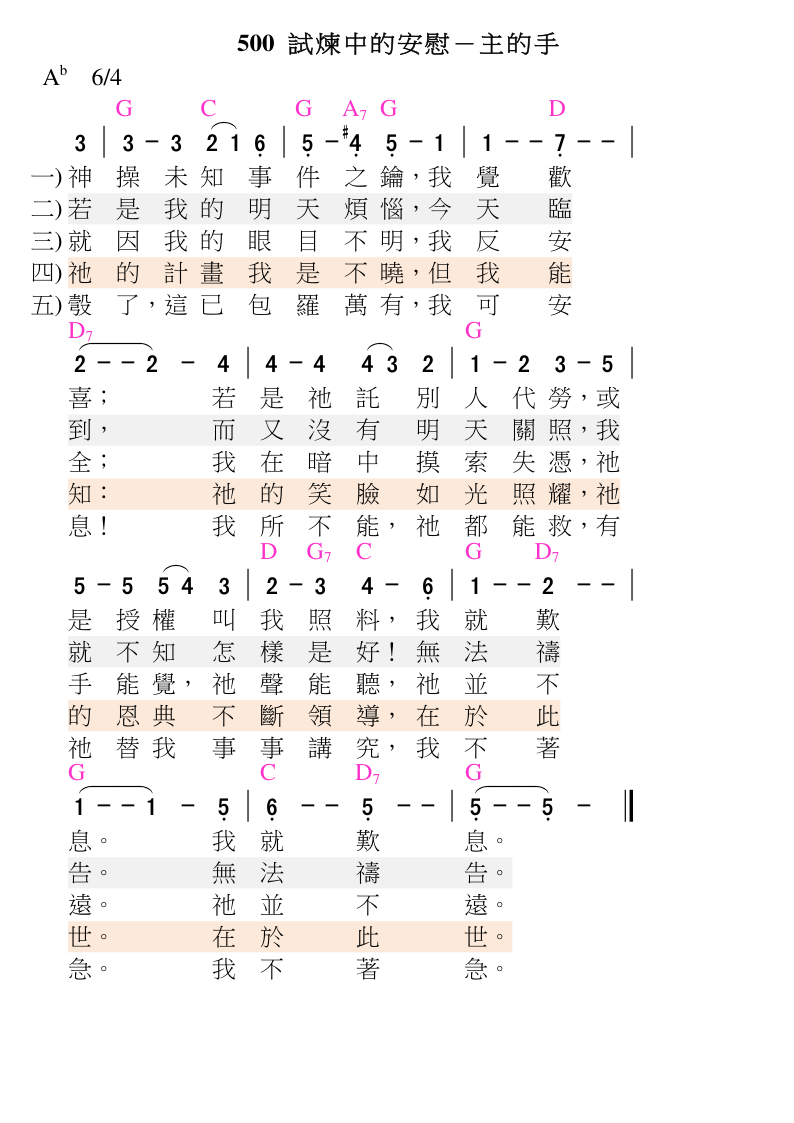 500 試煉中的安慰－主的手
A♭ 6/4
G C G A7 G D
3 | 3 - 3 2 1 6̣ | 5̣ - #4̣ 5̣ - 1 | 1 - - 7̣ - - |
一) 神 操 未 知 事 件 之 鑰，我 覺 歡
二) 若 是 我 的 明 天 煩 惱，今 天 臨
三) 就 因 我 的 眼 目 不 明，我 反 安
四) 祂 的 計 畫 我 是 不 曉，但 我 能
五) 彀 了，這 已 包 羅 萬 有，我 可 安
D7 G
2 - - 2 - 4 | 4 - 4 4 3 2 | 1 - 2 3 - 5 |
喜； 若 是 祂 託 別 人 代 勞，或
到， 而 又 沒 有 明 天 關 照，我
全； 我 在 暗 中 摸 索 失 憑，祂
知： 祂 的 笑 臉 如 光 照 耀，祂
息！ 我 所 不 能，祂 都 能 救，有
D G7 C G D7
5 - 5 5 4 3 | 2 - 3 4 - 6̣ | 1 - - 2 - - |
是 授 權 叫 我 照 料，我 就 歎
就 不 知 怎 樣 是 好！無 法 禱
手 能 覺，祂 聲 能 聽，祂 並 不
的 恩 典 不 斷 領 導，在 於 此
祂 替 我 事 事 講 究，我 不 著
G C D7 G
1 - - 1 - 5̣ | 6̣ - - 5̣ - - | 5̣ - - 5̣ - ‖
息。 我 就 歎 息。
告。 無 法 禱 告。
遠。 祂 並 不 遠。
世。 在 於 此 世。
急。 我 不 著 急。